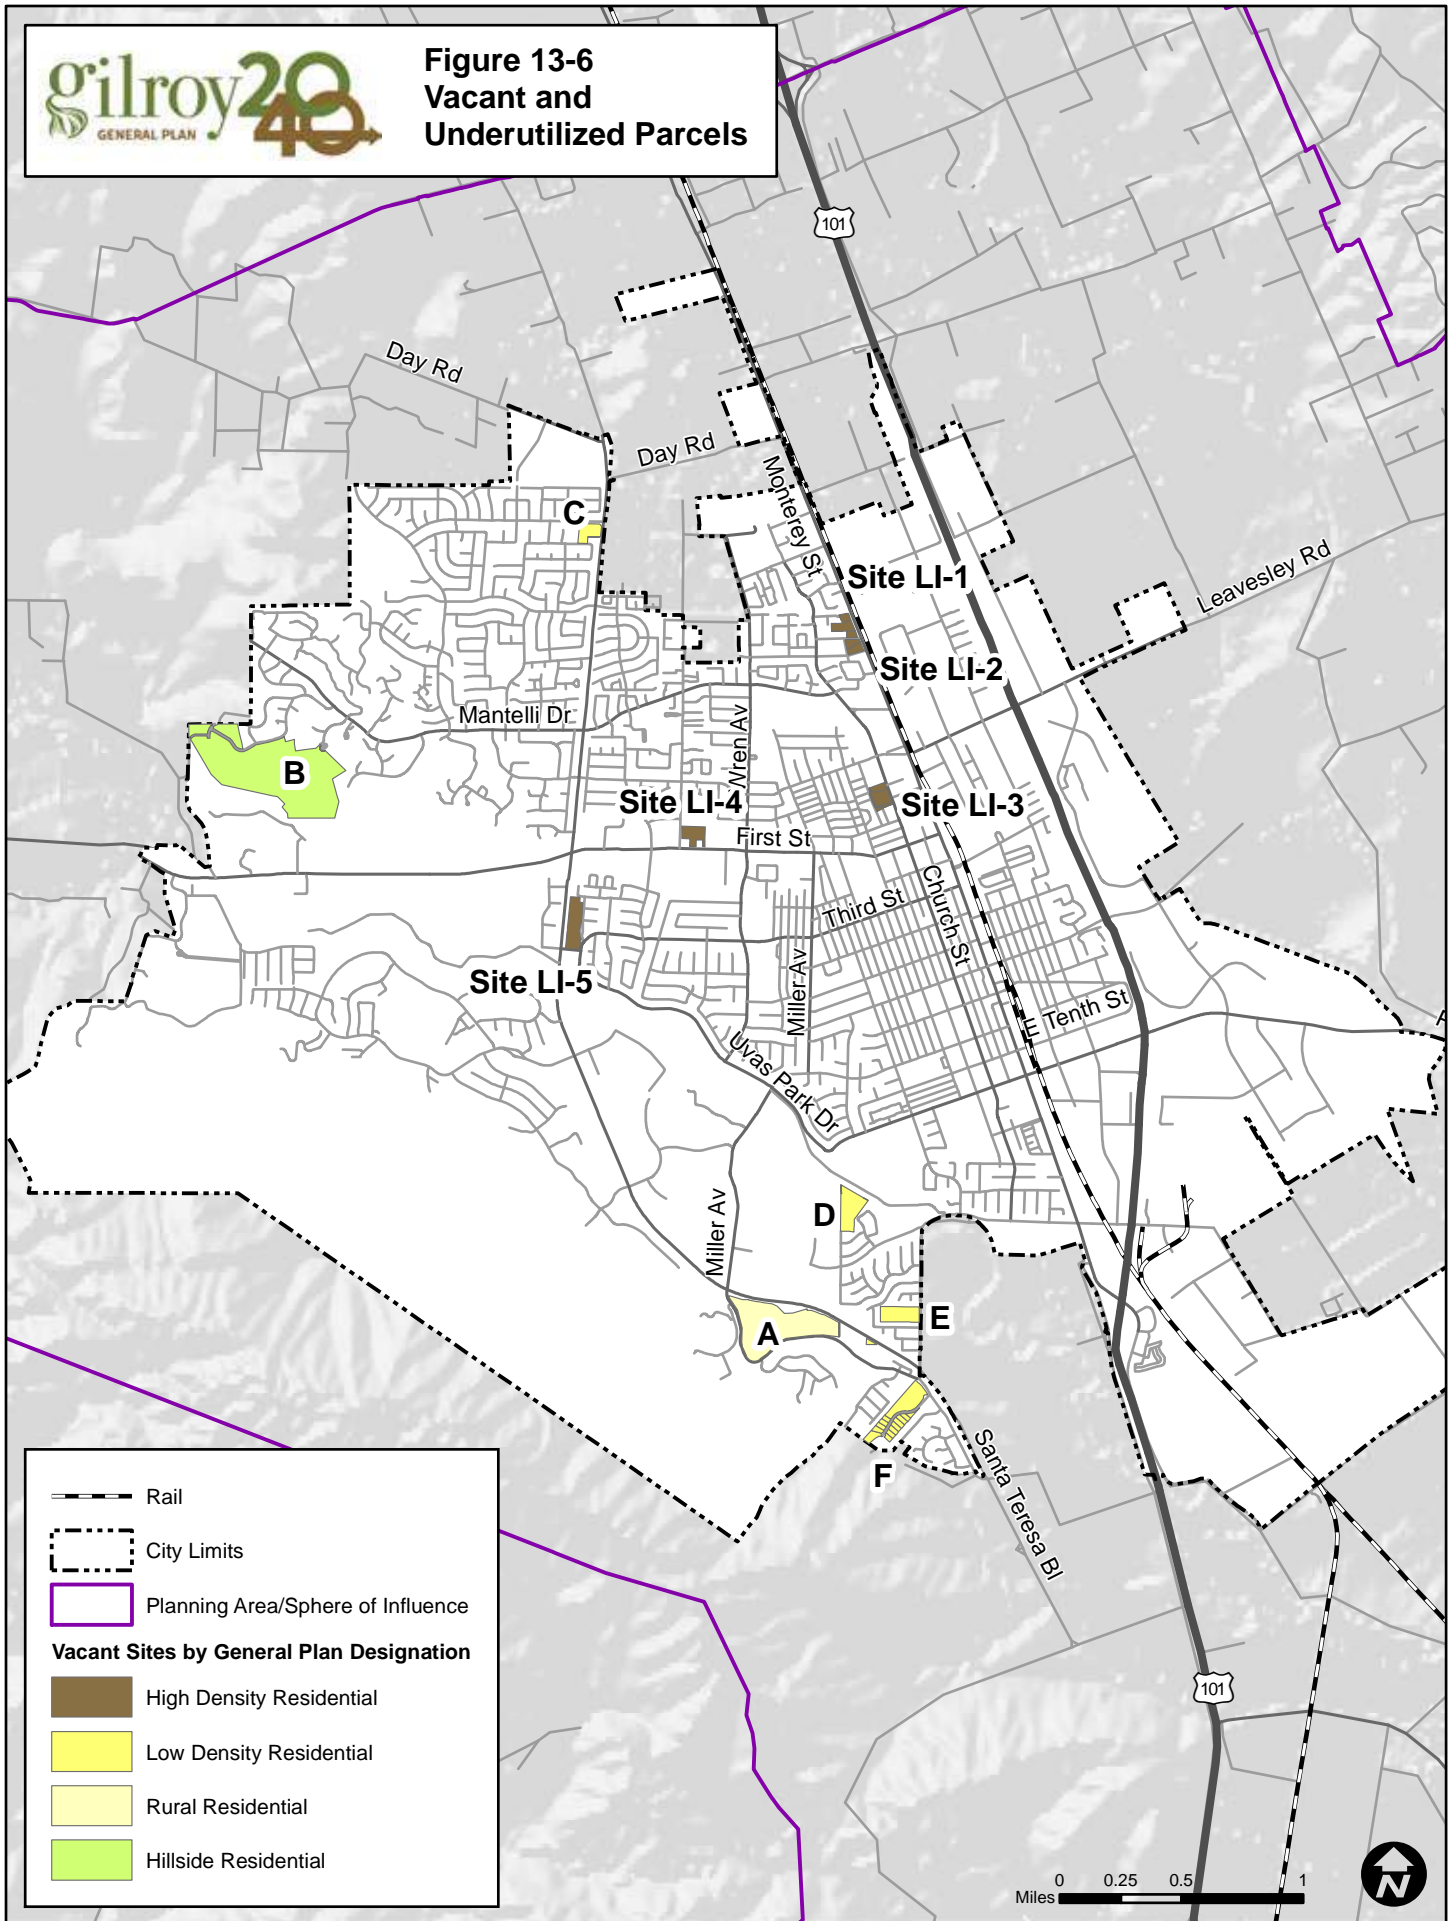 gilroy2040
GENERAL PLAN
Figure 13-6
Vacant and
Underutilized Parcels
101
Day Rd
Day Rd
Monterey St
C
Site LI-1
Leavesley Rd
Site LI-2
Mantelli Dr
Wren Av
B
Site LI-4
Site LI-3
First St
Third St
Church St
Miller Av
Site LI-5
E Tenth St
Uvas Park Dr
Miller Av
D
E
A
F
Santa Teresa Bl
Rail
City Limits
Planning Area/Sphere of Influence
Vacant Sites by General Plan Designation
High Density Residential
Low Density Residential
Rural Residential
Hillside Residential
101
0 0.25 0.5 1
Miles
N